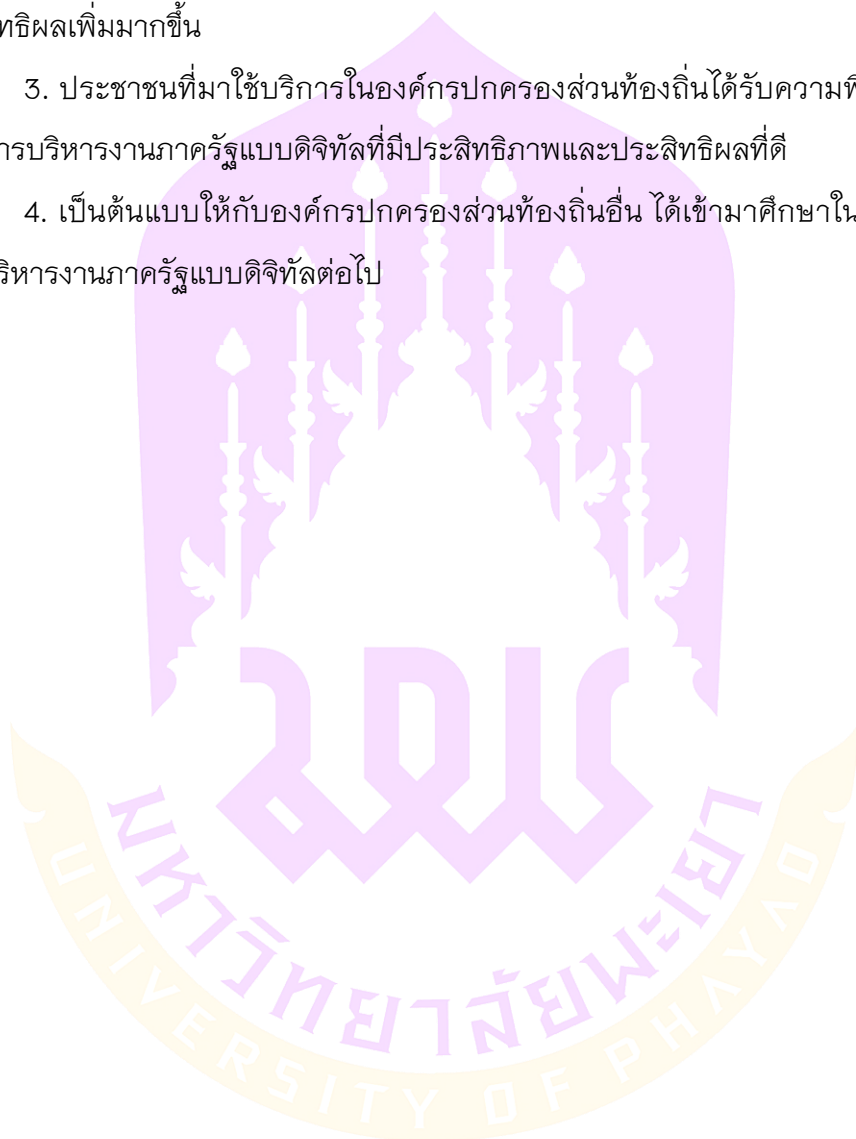 ทธิผลเพิ่มมากขึ้น
3. ประชาชนที่มาใช้บริการในองค์กรปกครองส่วนท้องถิ่นได้รับความพึ
ารบริหารงานภาครัฐแบบดิจิทัลที่มีประสิทธิภาพและประสิทธิผลที่ดี
4. เป็นต้นแบบให้กับองค์กรปกครองส่วนท้องถิ่นอื่น ได้เข้ามาศึกษาใน
ริหารงานภาครัฐแบบดิจิทัลต่อไป
มหาวิทยาลัยพะเยา
UNIVERSITY OF PHAYAO